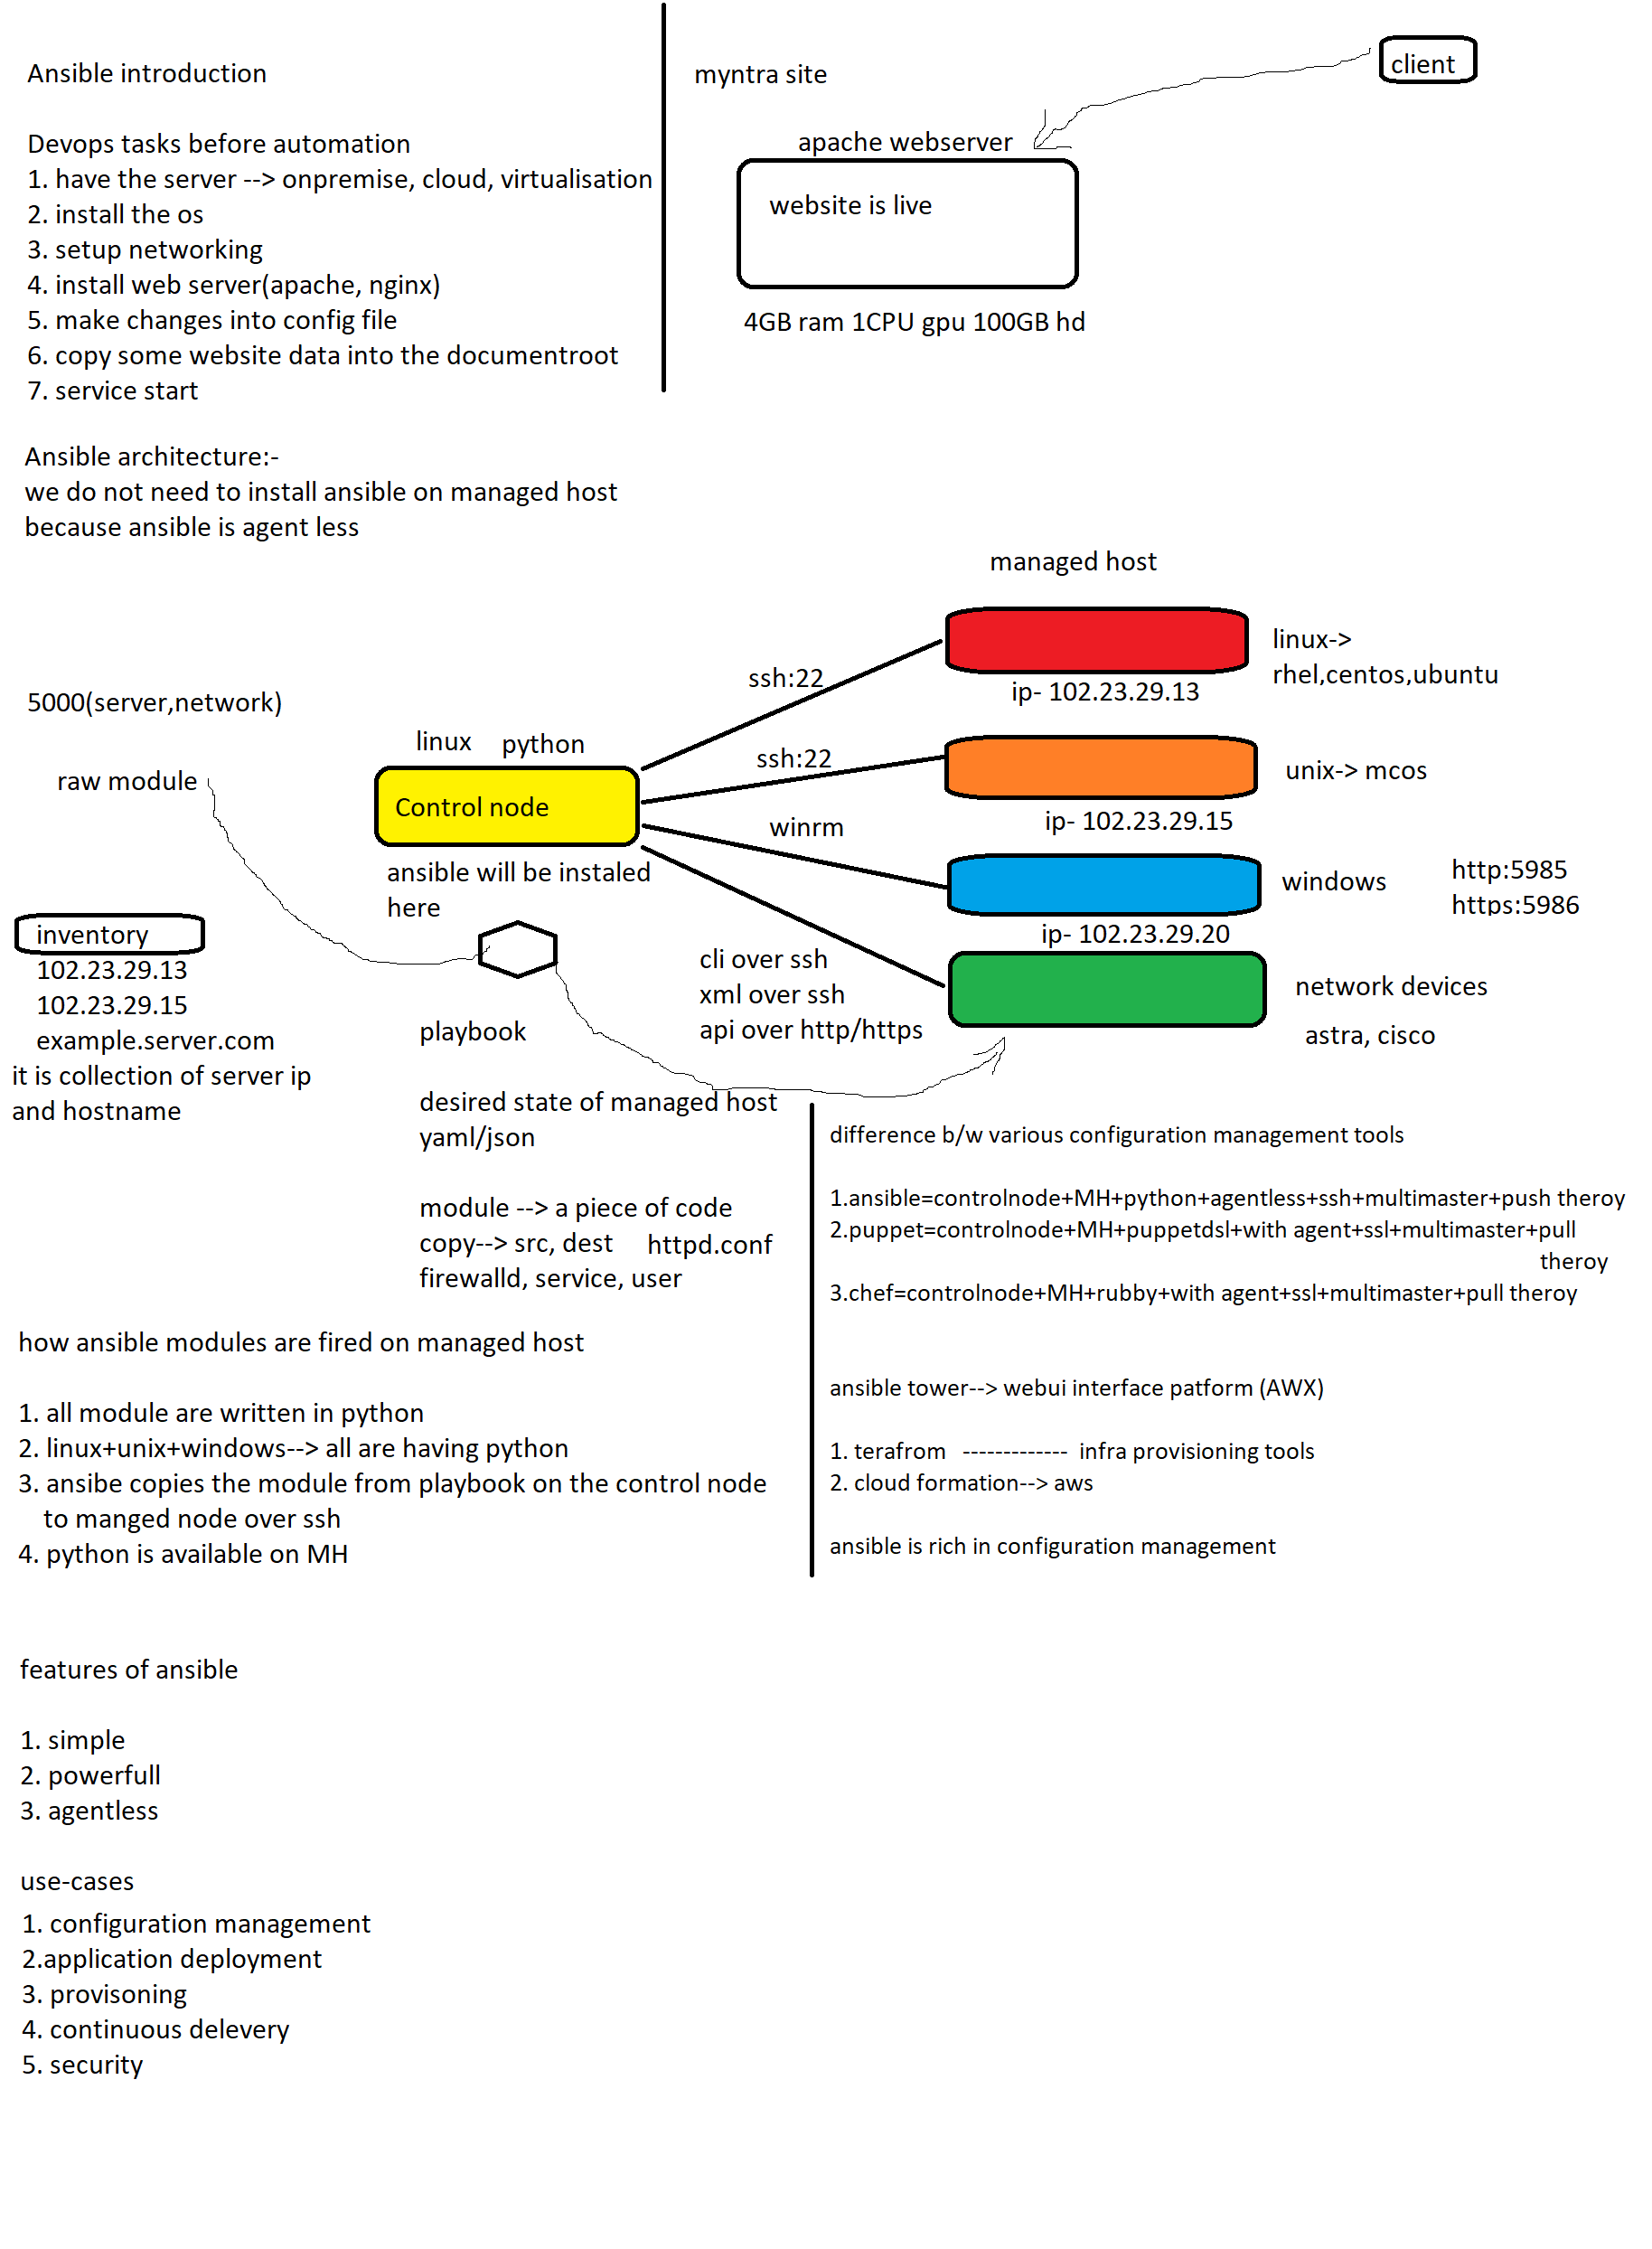 Ansible introduction
Devops tasks before automation
1. have the server --> onpremise, cloud, virtualisation
2. install the os
3. setup networking
4. install web server(apache, nginx)
5. make changes into config file
6. copy some website data into the documentroot
7. service start
myntra site
client
apache webserver
website is live
4GB ram 1CPU gpu 100GB hd
Ansible architecture:-
we do not need to install ansible on managed host
because ansible is agent less
managed host
linux->
rhel,centos,ubuntu
ssh:22
ip- 102.23.29.13
5000(server,network)
linux python
raw module
ssh:22
unix-> mcos
Control node
ip- 102.23.29.15
winrm
ansible will be instaled
here
windows
http:5985
https:5986
ip- 102.23.29.20
inventory
102.23.29.13
102.23.29.15
example.server.com
it is collection of server ip
and hostname
cli over ssh
xml over ssh
api over http/https
network devices
astra, cisco
playbook
desired state of managed host
yaml/json
module --> a piece of code
copy--> src, dest httpd.conf
firewalld, service, user
difference b/w various configuration management tools
1.ansible=controlnode+MH+python+agentless+ssh+multimaster+push theroy
2.puppet=controlnode+MH+puppetdsl+with agent+ssl+multimaster+pull
theroy
3.chef=controlnode+MH+rubby+with agent+ssl+multimaster+pull theroy
ansible tower--> webui interface patform (AWX)
1. terafrom ------------- infra provisioning tools
2. cloud formation--> aws
ansible is rich in configuration management
how ansible modules are fired on managed host
1. all module are written in python
2. linux+unix+windows--> all are having python
3. ansibe copies the module from playbook on the control node
to manged node over ssh
4. python is available on MH
features of ansible
1. simple
2. powerfull
3. agentless
use-cases
1. configuration management
2.application deployment
3. provisoning
4. continuous delevery
5. security